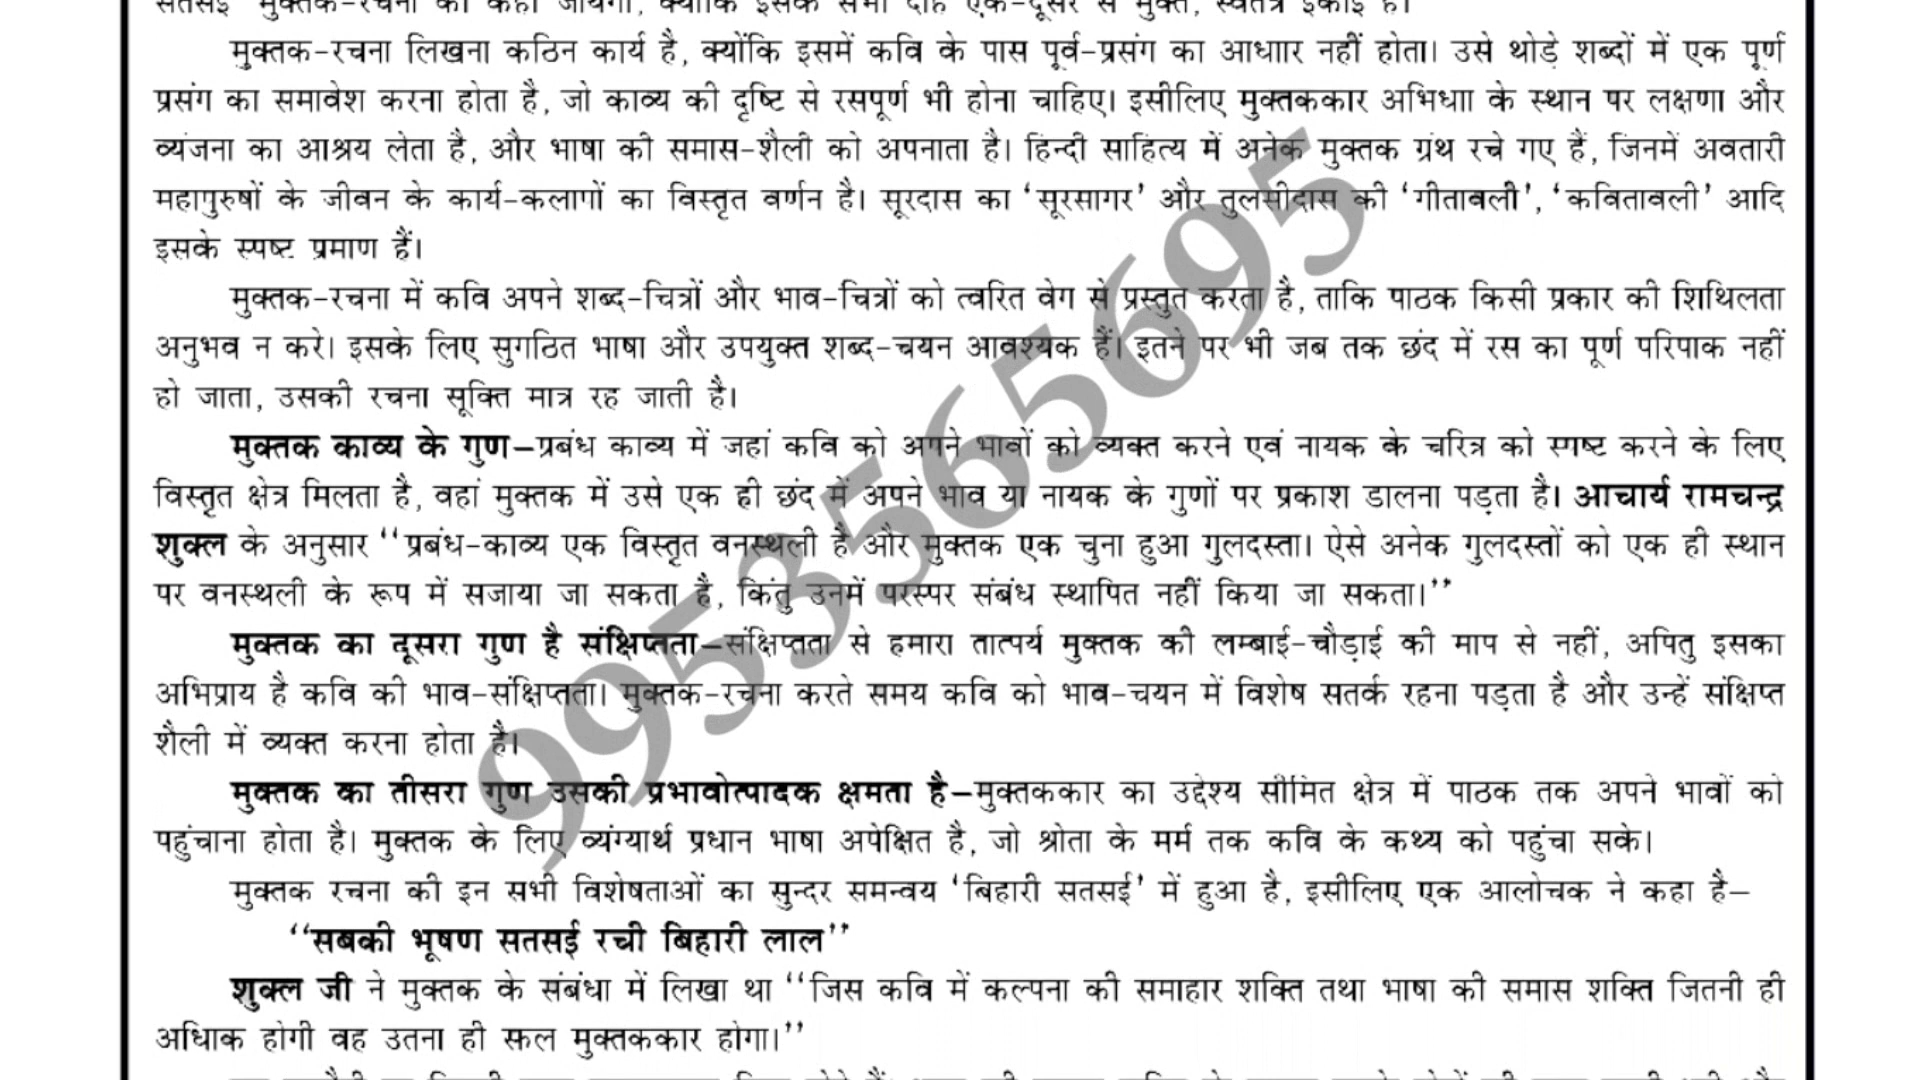 सतसई मुक्तक-रचना की कही जायेगी, क्योंकि इसके सभी दोहे एक-दूसरे से मुक्त, स्वतंत्र इकाई हैं।
मुक्तक-रचना लिखना कठिन कार्य है, क्योंकि इसमें कवि के पास पूर्व-प्रसंग का आधाार नहीं होता। उसे थोड़े शब्दों में एक पूर्ण
प्रसंग का समावेश करना होता है, जो काव्य की दृष्टि से रसपूर्ण भी होना चाहिए। इसीलिए मुक्तककार अभिधाा के स्थान पर लक्षणा और
व्यंजना का आश्रय लेता है, और भाषा की समास-शैली को अपनाता है। हिन्दी साहित्य में अनेक मुक्तक ग्रंथ रचे गए हैं, जिनमें अवतारी
महापुरुषों के जीवन के कार्य-कलापों का विस्तृत वर्णन है। सूरदास का ‘सूरसागर’ और तुलसीदास की ‘गीतावली’, ‘कवितावली’ आदि
इसके स्पष्ट प्रमाण हैं।
मुक्तक-रचना में कवि अपने शब्द-चित्रों और भाव-चित्रों को त्वरित वेग से प्रस्तुत करता है, ताकि पाठक किसी प्रकार की शिथिलता
अनुभव न करे। इसके लिए सुगठित भाषा और उपयुक्त शब्द-चयन आवश्यक हैं। इतने पर भी जब तक छंद में रस का पूर्ण परिपाक नहीं
हो जाता, उसकी रचना सूक्ति मात्र रह जाती है।
मुक्तक काव्य के गुण–प्रबंध काव्य में जहां कवि को अपने भावों को व्यक्त करने एवं नायक के चरित्र को स्पष्ट करने के लिए
विस्तृत क्षेत्र मिलता है, वहां मुक्तक में उसे एक ही छंद में अपने भाव या नायक के गुणों पर प्रकाश डालना पड़ता है। आचार्य रामचन्द्र
शुक्ल के अनुसार ‘‘प्रबंध-काव्य एक विस्तृत वनस्थली है और मुक्तक एक चुना हुआ गुलदस्ता। ऐसे अनेक गुलदस्तों को एक ही स्थान
पर वनस्थली के रूप में सजाया जा सकता है, किंतु उनमें परस्पर संबंध स्थापित नहीं किया जा सकता।’’
मुक्तक का दूसरा गुण है संक्षिप्तता–संक्षिप्तता से हमारा तात्पर्य मुक्तक की लम्बाई-चौड़ाई की माप से नहीं, अपितु इसका
अभिप्राय है कवि की भाव-संक्षिप्तता। मुक्तक-रचना करते समय कवि को भाव-चयन में विशेष सतर्क रहना पड़ता है और उन्हें संक्षिप्त
शैली में व्यक्त करना होता है।
मुक्तक का तीसरा गुण उसकी प्रभावोत्पादक क्षमता है–मुक्तककार का उद्देश्य सीमित क्षेत्र में पाठक तक अपने भावों को
पहुंचाना होता है। मुक्तक के लिए व्यंग्यार्थ प्रधान भाषा अपेक्षित है, जो श्रोता के मर्म तक कवि के कथ्य को पहुंचा सके।
मुक्तक रचना की इन सभी विशेषताओं का सुन्दर समन्वय ‘बिहारी सतसई’ में हुआ है, इसीलिए एक आलोचक ने कहा है–
‘‘सबकी भूषण सतसई रची बिहारी लाल’’
शुक्ल जी ने मुक्तक के संबंधा में लिखा था ‘‘जिस कवि में कल्पना की समाहार शक्ति तथा भाषा की समास शक्ति जितनी ही
अधिाक होगी वह उतना ही सफल मुक्तककार होगा।’’
9953565695